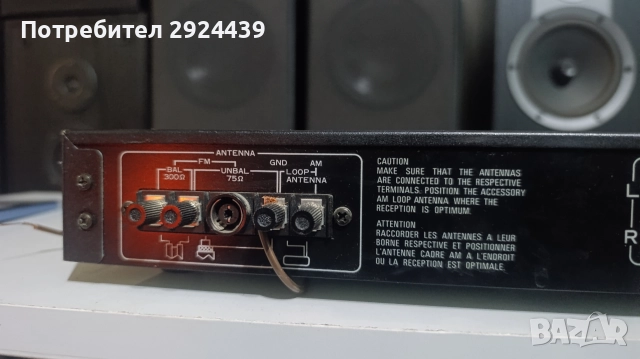 Потребител 2924439
ANTENNA
FM
GND
AM
BAL
300Ω
UNBAL
75Ω
LOOP
ANTENNA
CAUTION
MAKE SURE THAT THE ANTENNAS
ARE CONNECTED TO THE RESPECTIVE
TERMINALS. POSITION THE ACCESSORY
AM LOOP ANTENNA WHERE THE
RECEPTION IS OPTIMUM.
ATTENTION
RACCORDER LES ANTENNES A LEUR
BORNE RESPECTIVE ET POSITIONNER
L'ANTENNE CADRE AM A L'ENDROIT
OU LA RECEPTION EST OPTIMALE.
L
R
BAZAR